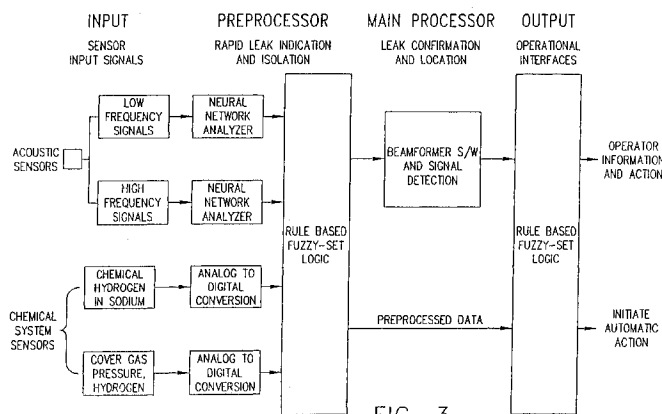 INPUT
PREPROCESSOR
MAIN PROCESSOR
OUTPUT
SENSOR
INPUT SIGNALS
RAPID LEAK INDICATION
AND ISOLATION
LEAK CONFIRMATION
AND LOCATION
OPERATIONAL
INTERFACES
ACOUSTIC
SENSORS
LOW
FREQUENCY
SIGNALS
NEURAL
NETWORK
ANALYZER
HIGH
FREQUENCY
SIGNALS
NEURAL
NETWORK
ANALYZER
CHEMICAL
SYSTEM
SENSORS
CHEMICAL
HYDROGEN
IN SODIUM
ANALOG TO
DIGITAL
CONVERSION
COVER GAS
PRESSURE,
HYDROGEN
ANALOG TO
DIGITAL
CONVERSION
RULE BASED
FUZZY-SET
LOGIC
BEAMFORMER S/W
AND SIGNAL
DETECTION
PREPROCESSED DATA
RULE BASED
FUZZY-SET
LOGIC
OPERATOR
INFORMATION
AND ACTION
INITIATE
AUTOMATIC
ACTION
FIG. 3